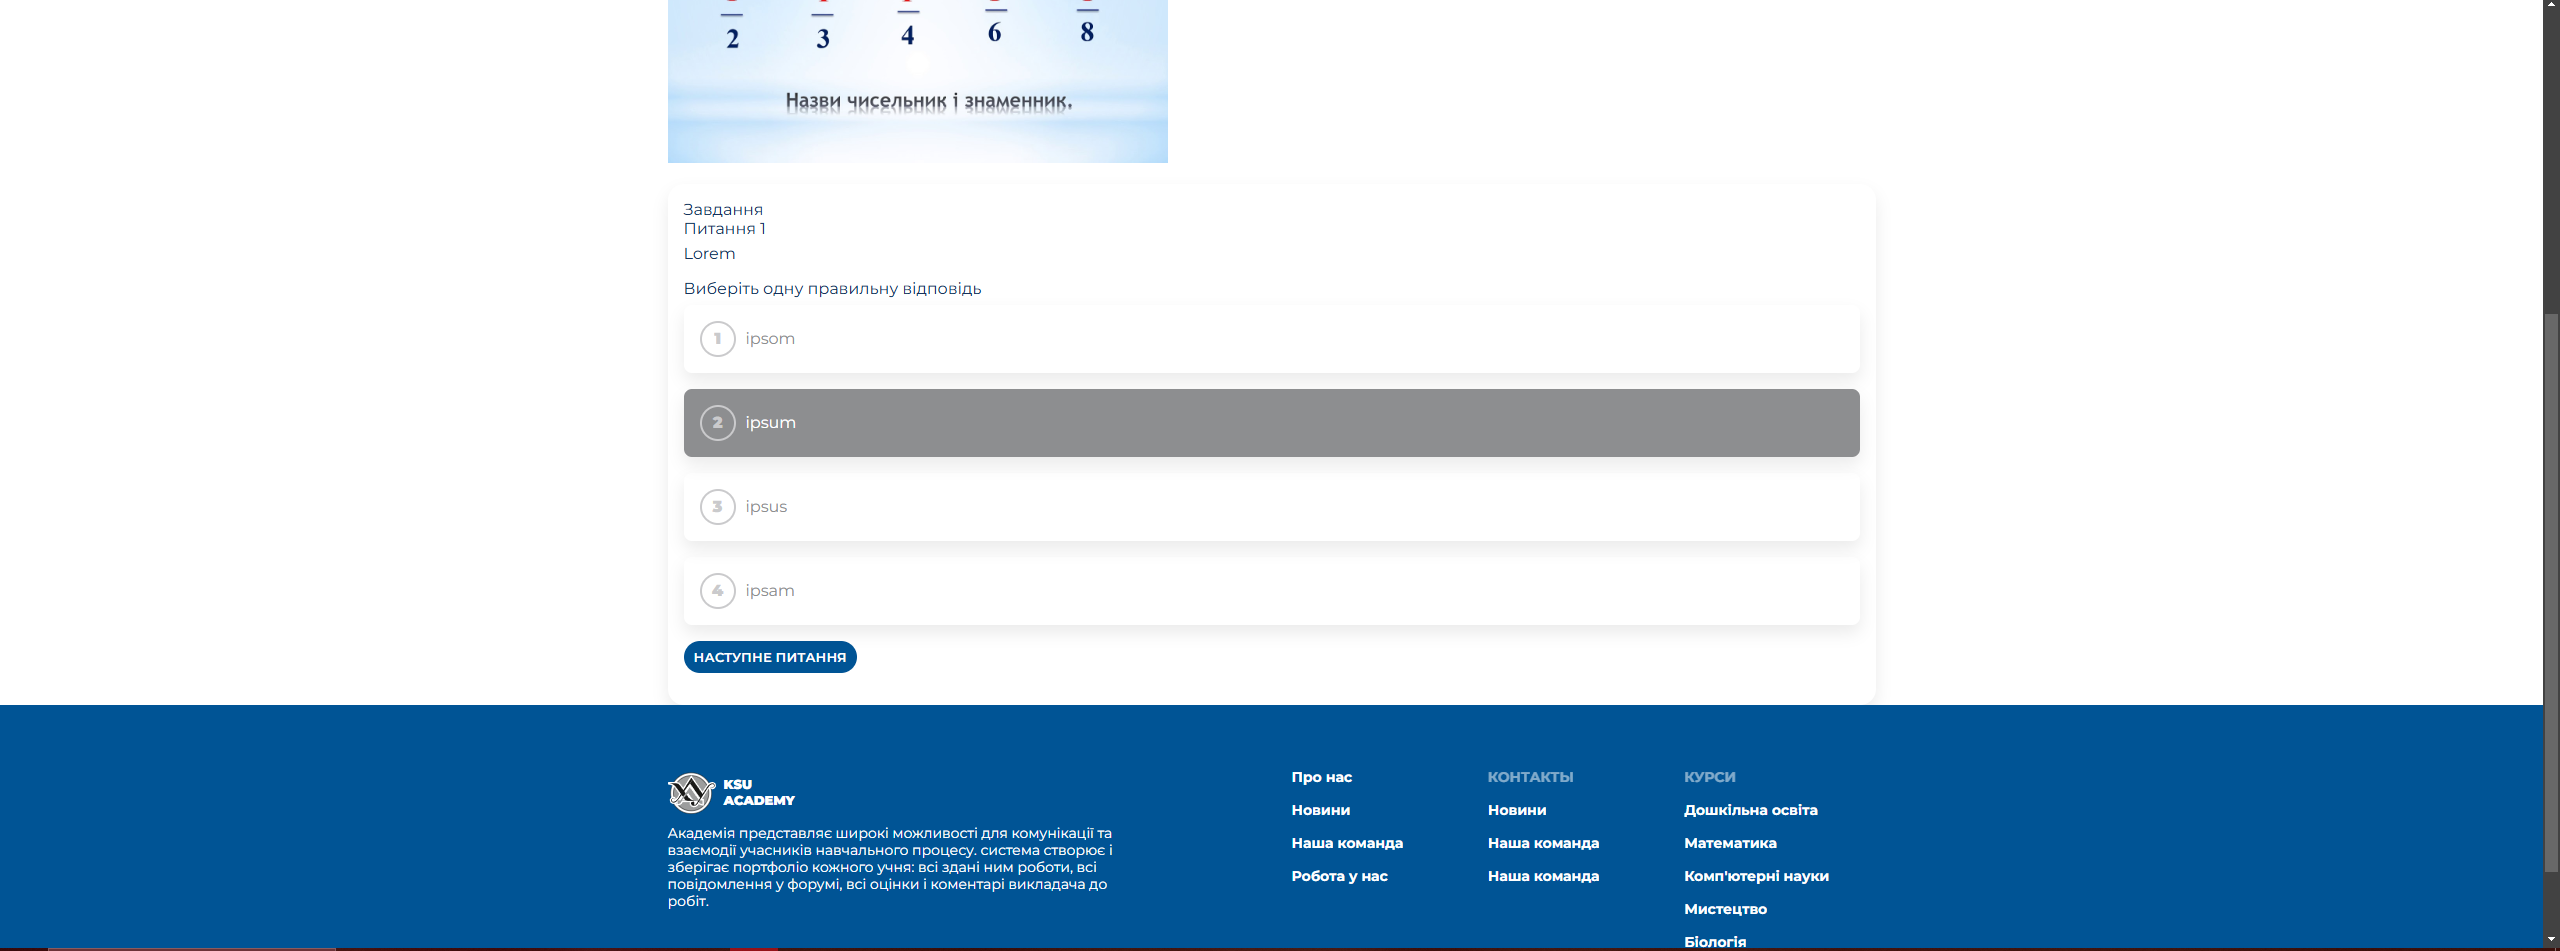 2 3 4 6 8
Назви чисельник і знаменник.
Завдання
Питання 1
Lorem
Виберіть одну правильну відповідь
1 ipsom
2 ipsum
3 ipsus
4 ipsam
НАСТУПНЕ ПИТАННЯ
KSU
ACADEMY
Академія представляє широкі можливості для комунікації та
взаємодії учасників навчального процесу. система створює і
зберігає портфоліо кожного учня: всі здані ним роботи, всі
повідомлення у форумі, всі оцінки і коментарі викладача до
робіт.
Про нас
Новини
Наша команда
Робота у нас
КОНТАКТЫ
Новини
Наша команда
Наша команда
КУРСИ
Дошкільна освіта
Математика
Комп'ютерні науки
Мистецтво
Біологія